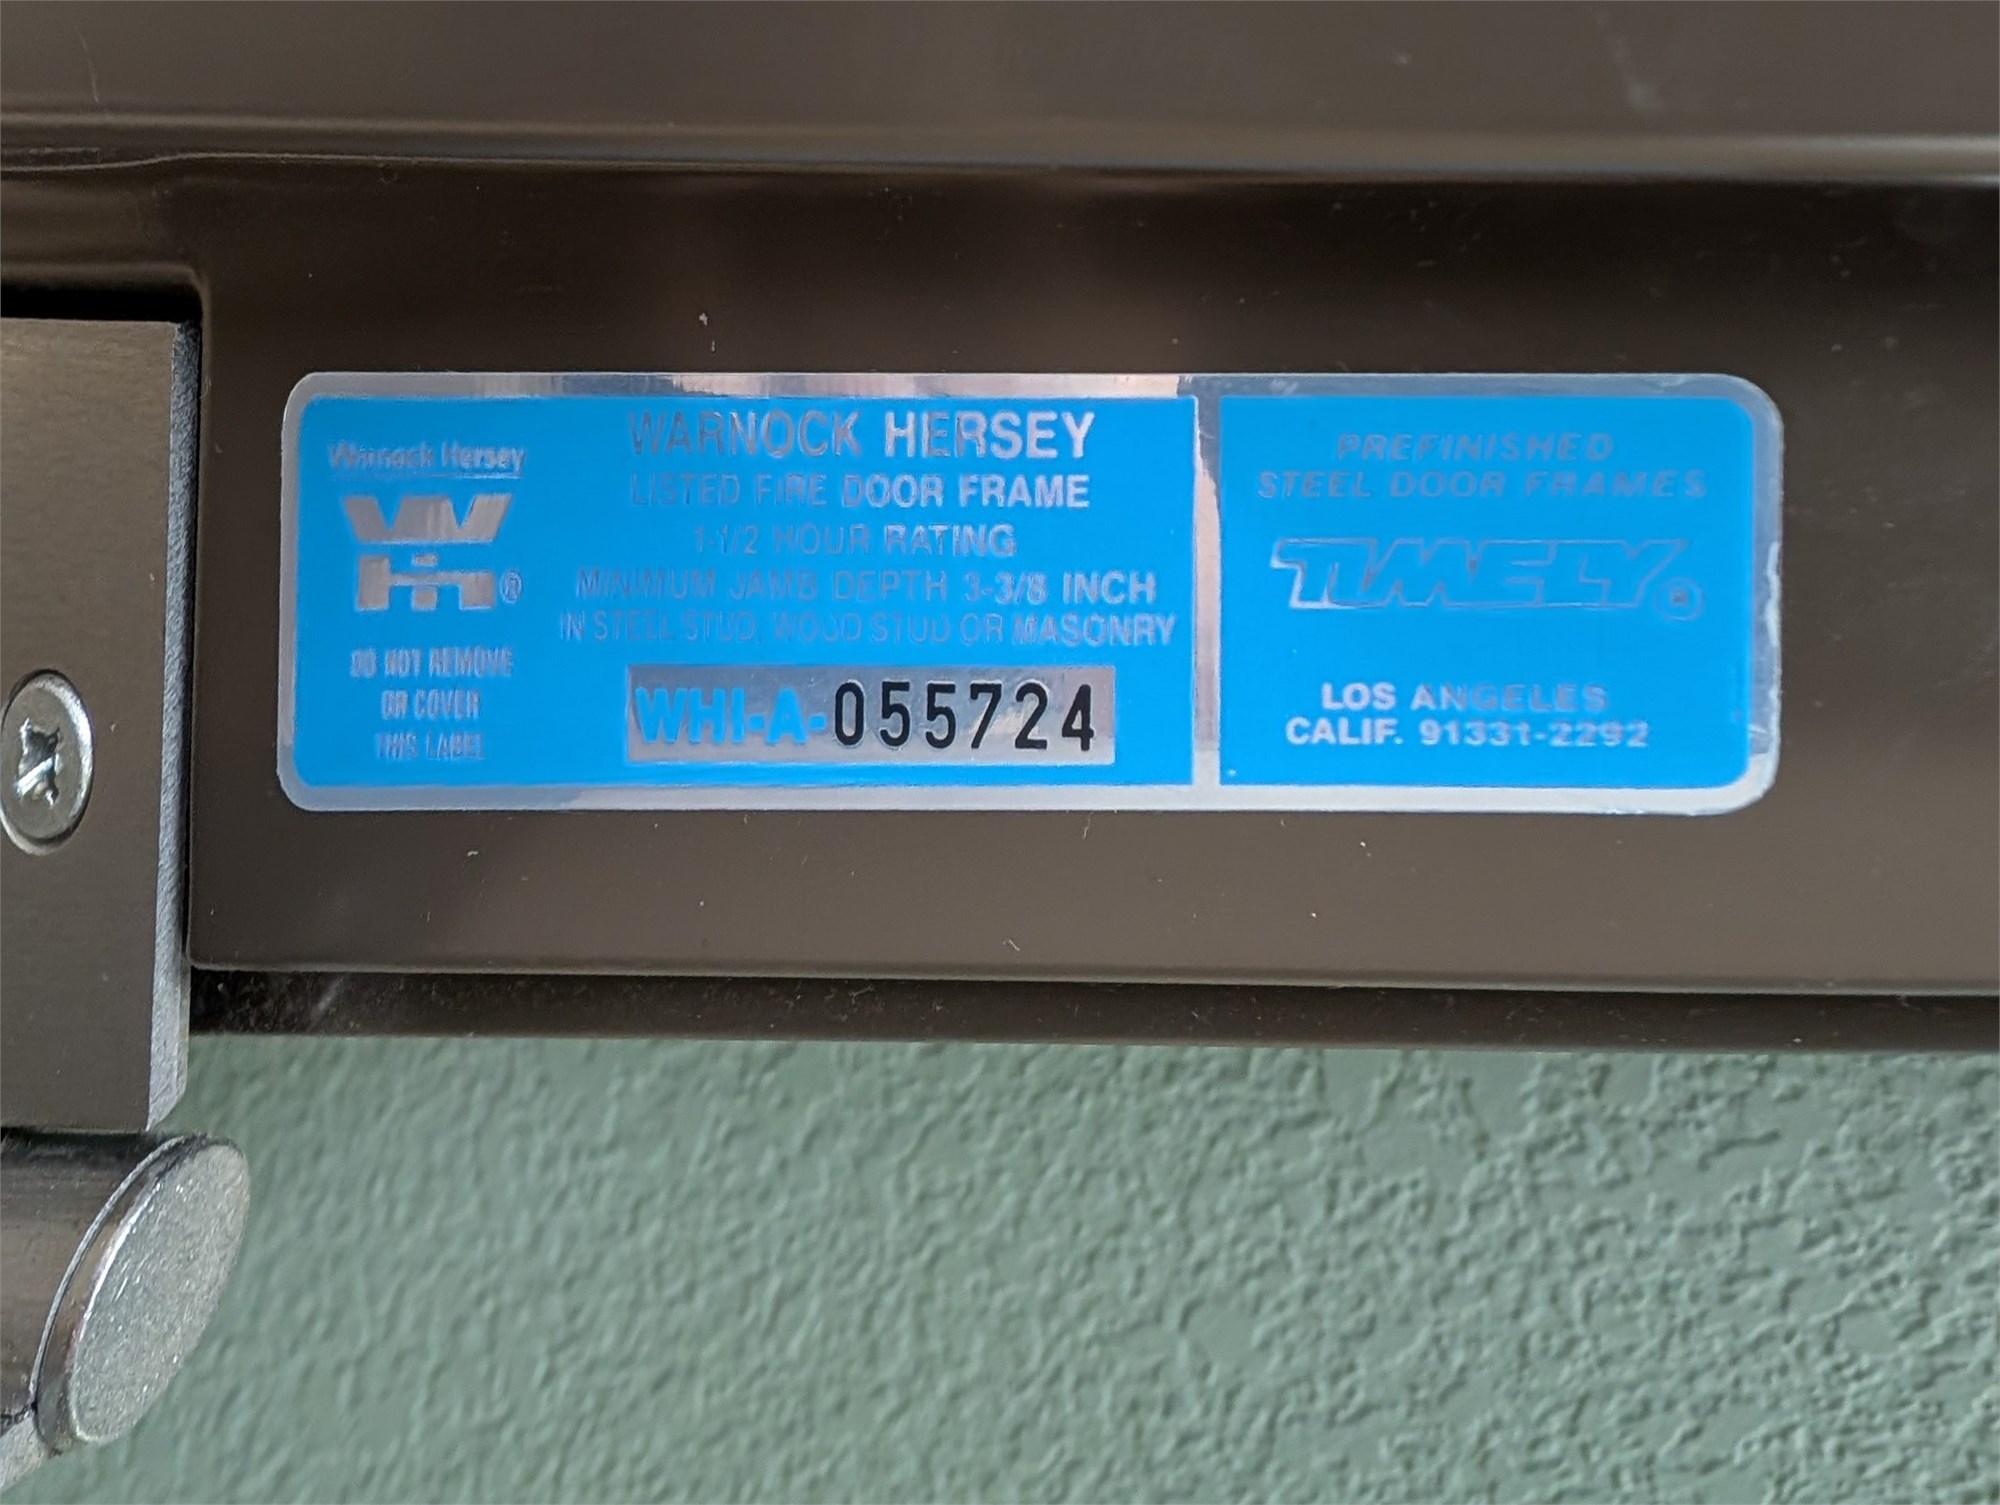 Warnock Hersey
WH ®
DO NOT REMOVE
OR COVER
THIS LABEL
WARNOCK HERSEY
LISTED FIRE DOOR FRAME
1-1/2 HOUR RATING
MINIMUM JAMB DEPTH 3-3/8 INCH
IN STEEL STUD, WOOD STUD OR MASONRY
WHI-A-055724
PREFINISHED
STEEL DOOR FRAMES
TIMELY®
LOS ANGELES
CALIF. 91331-2292